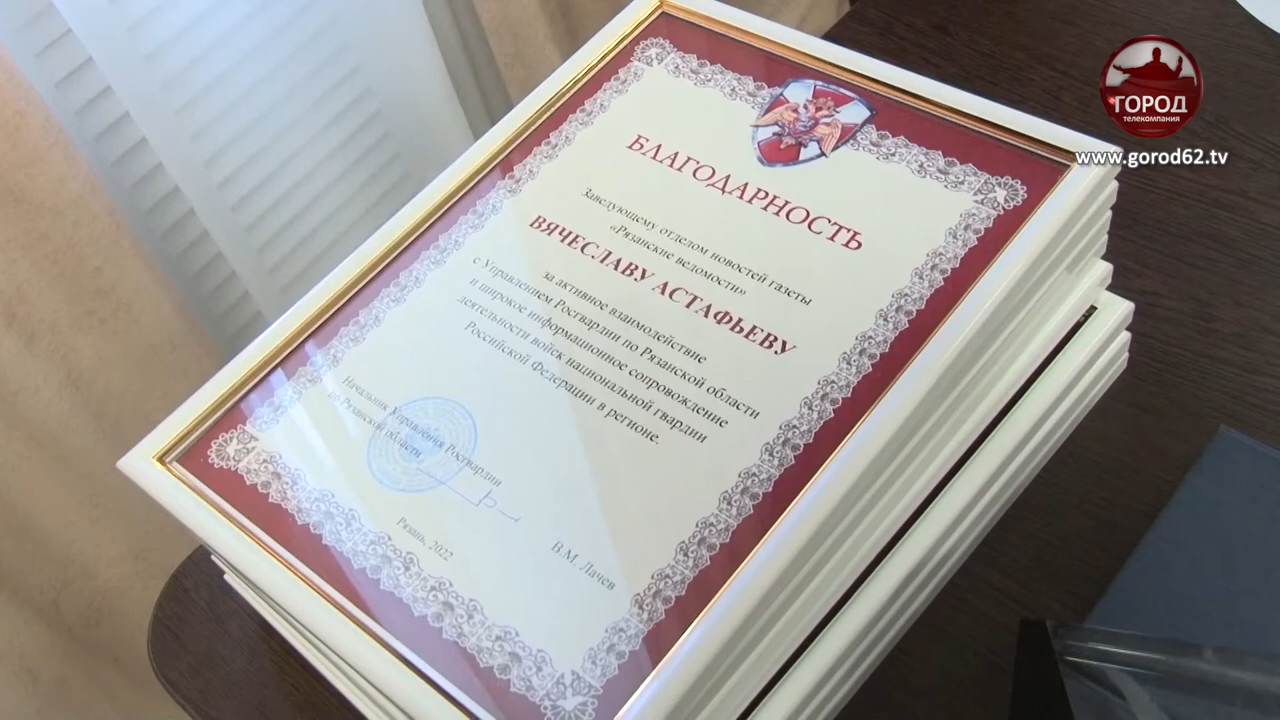 ГОРОД
телекомпания
www.gorod62.tv
БЛАГОДАРНОСТЬ
Заведующему отделом новостей газеты
«Рязанские ведомости»
ВЯЧЕСЛАВУ АСТАФЬЕВУ
за активное взаимодействие
с Управлением Росгвардии по Рязанской области
и широкое информационное сопровождение
деятельности войск национальной гвардии
Российской Федерации в регионе.
Начальник Управления Росгвардии
по Рязанской области
В.М. Лачев
Рязань, 2022